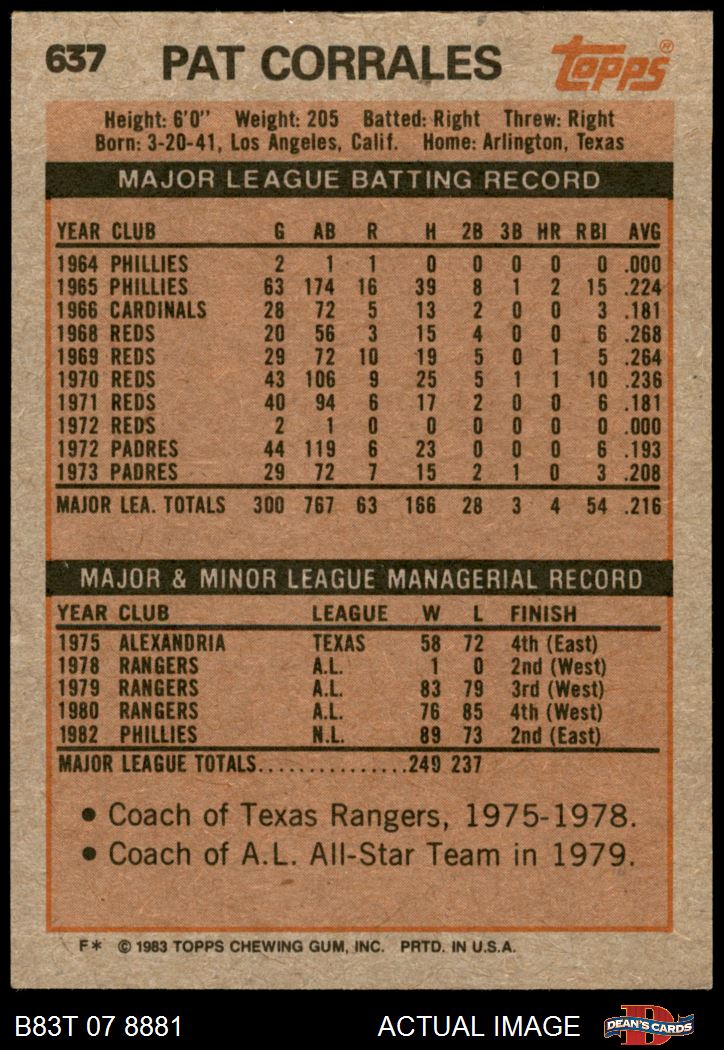 637 PAT CORRALES Topps®
Height: 6'0" Weight: 205 Batted: Right Threw: Right
Born: 3-20-41, Los Angeles, Calif. Home: Arlington, Texas
MAJOR LEAGUE BATTING RECORD
YEAR CLUB G AB R H 2B 3B HR RBI AVG
1964 PHILLIES 2 1 1 0 0 0 0 0 .000
1965 PHILLIES 63 174 16 39 8 1 2 15 .224
1966 CARDINALS 28 72 5 13 2 0 0 3 .181
1968 REDS 20 56 3 15 4 0 0 6 .268
1969 REDS 29 72 10 19 5 0 1 5 .264
1970 REDS 43 106 9 25 5 1 1 10 .236
1971 REDS 40 94 6 17 2 0 0 6 .181
1972 REDS 2 1 0 0 0 0 0 0 .000
1972 PADRES 44 119 6 23 0 0 0 6 .193
1973 PADRES 29 72 7 15 2 1 0 3 .208
MAJOR LEA. TOTALS 300 767 63 166 28 3 4 54 .216
MAJOR & MINOR LEAGUE MANAGERIAL RECORD
YEAR CLUB LEAGUE W L FINISH
1975 ALEXANDRIA TEXAS 58 72 4th (East)
1978 RANGERS A.L. 1 0 2nd (West)
1979 RANGERS A.L. 83 79 3rd (West)
1980 RANGERS A.L. 76 85 4th (West)
1982 PHILLIES N.L. 89 73 2nd (East)
MAJOR LEAGUE TOTALS...............249 237
• Coach of Texas Rangers, 1975-1978.
• Coach of A.L. All-Star Team in 1979.
F* © 1983 TOPPS CHEWING GUM, INC. PRTD. IN U.S.A.
B83T 07 8881 ACTUAL IMAGE DEAN'S CARDS